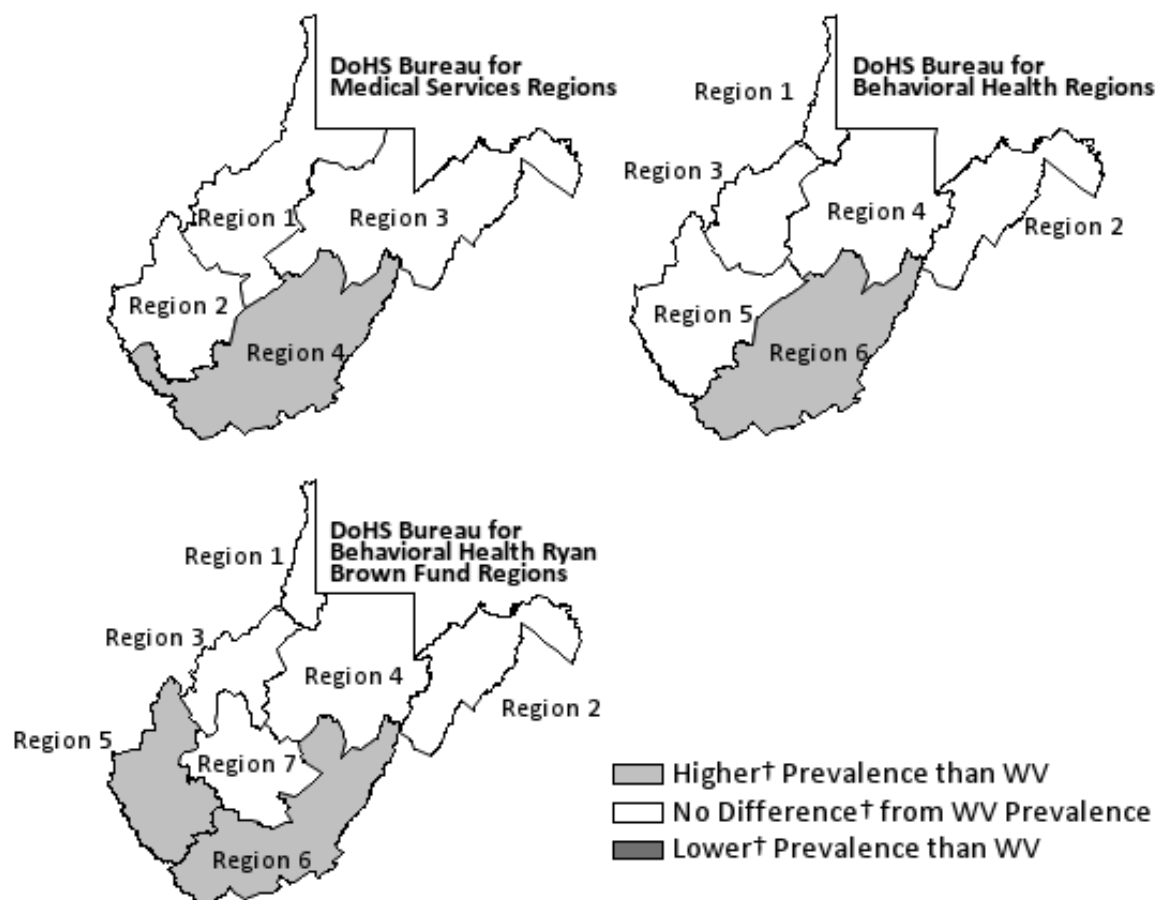 DoHS Bureau for
Medical Services Regions
Region 1
Region 3
Region 2
Region 4
DoHS Bureau for
Behavioral Health Regions
Region 1
Region 3
Region 4
Region 2
Region 5
Region 6
DoHS Bureau for
Behavioral Health Ryan
Brown Fund Regions
Region 1
Region 3
Region 4
Region 2
Region 5
Region 7
Region 6
Higher† Prevalence than WV
No Difference† from WV Prevalence
Lower† Prevalence than WV